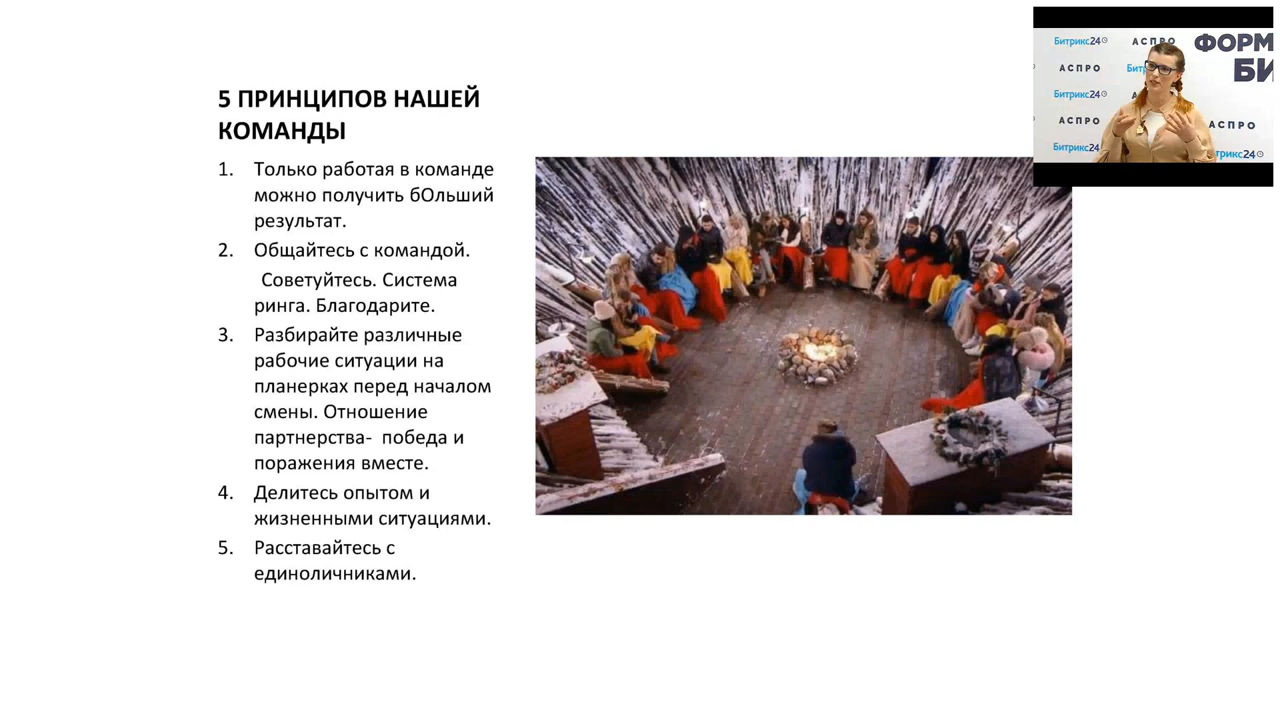 5 ПРИНЦИПОВ НАШЕЙ
КОМАНДЫ
1. Только работая в команде
можно получить бОльший
результат.
2. Общайтесь с командой.
Советуйтесь. Система
ринга. Благодарите.
3. Разбирайте различные
рабочие ситуации на
планерках перед началом
смены. Отношение
партнерства- победа и
поражения вместе.
4. Делитесь опытом и
жизненными ситуациями.
5. Расставайтесь с
единоличниками.
Битрикс24 АСПРО ФОРМ
АСПРО Битр БИ
Битрикс24
АСПРО АСПРО
Битрикс24 трикс24